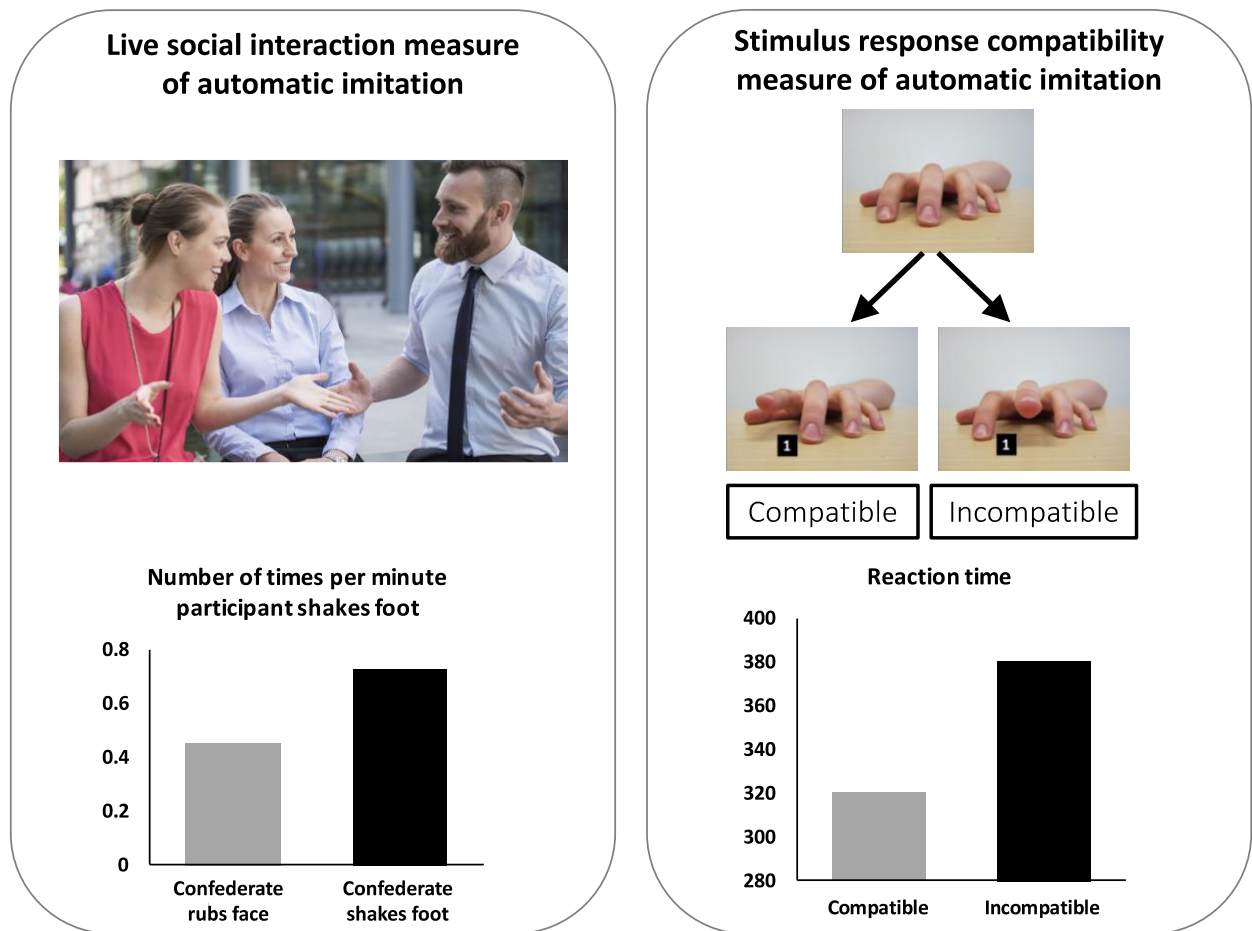 Live social interaction measure
of automatic imitation
Number of times per minute
participant shakes foot
0.8
0.6
0.4
0.2
0
Confederate
rubs face
Confederate
shakes foot
Stimulus response compatibility
measure of automatic imitation
1
1
Compatible
Incompatible
Reaction time
400
380
360
340
320
300
280
Compatible
Incompatible